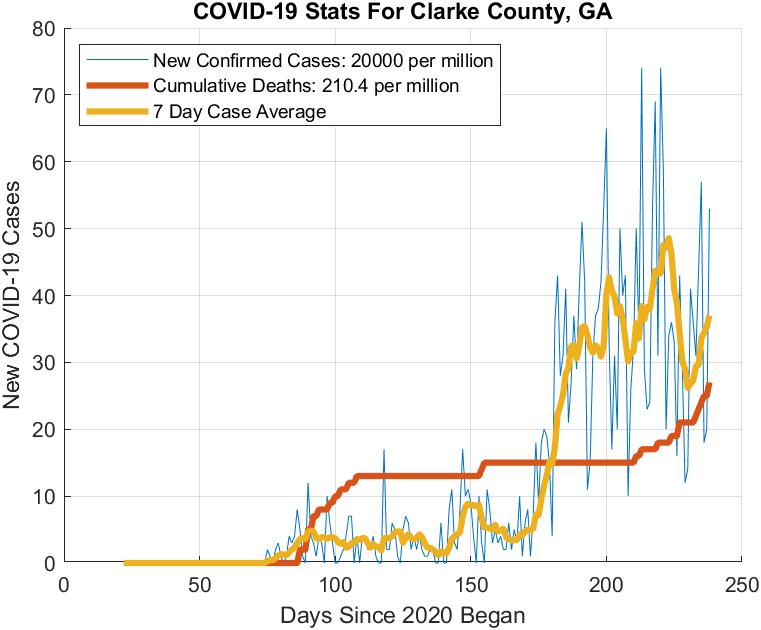 COVID-19 Stats For Clarke County, GA
New Confirmed Cases: 20000 per million
Cumulative Deaths: 210.4 per million
7 Day Case Average
New COVID-19 Cases
80
70
60
50
40
30
20
10
0
0 50 100 150 200 250
Days Since 2020 Began